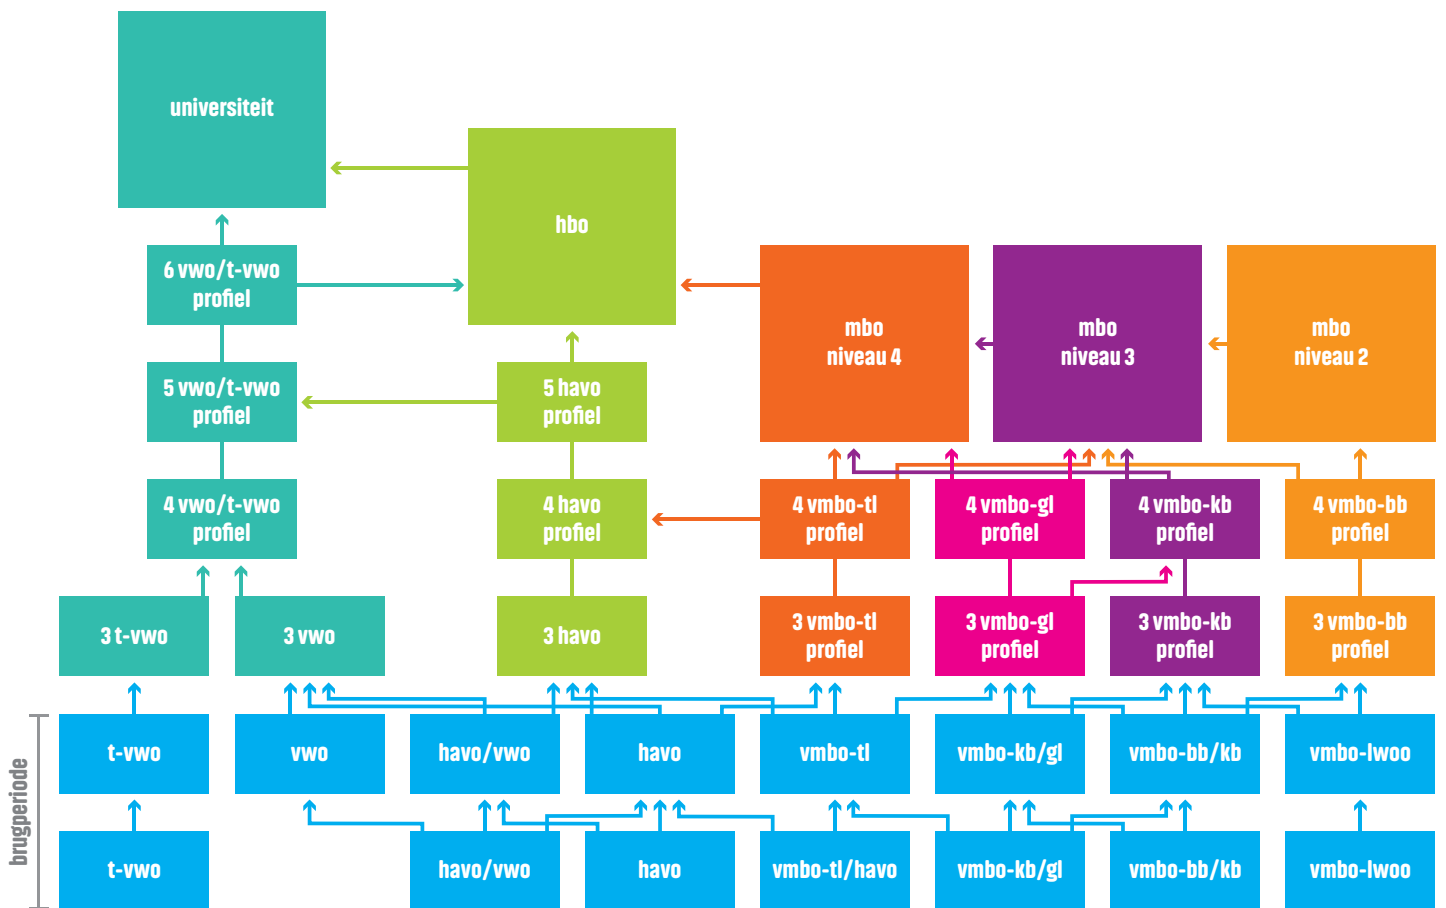 universiteit
hbo
6 vwo/t-vwo
profiel
mbo
niveau 4
mbo
niveau 3
mbo
niveau 2
5 vwo/t-vwo
profiel
5 havo
profiel
4 vwo/t-vwo
profiel
4 havo
profiel
4 vmbo-tl
profiel
4 vmbo-gl
profiel
4 vmbo-kb
profiel
4 vmbo-bb
profiel
3 t-vwo
3 vwo
3 havo
3 vmbo-tl
profiel
3 vmbo-gl
profiel
3 vmbo-kb
profiel
3 vmbo-bb
profiel
brugperiode
t-vwo
vwo
havo/vwo
havo
vmbo-tl
vmbo-kb/gl
vmbo-bb/kb
vmbo-lwoo
t-vwo
havo/vwo
havo
vmbo-tl/havo
vmbo-kb/gl
vmbo-bb/kb
vmbo-lwoo